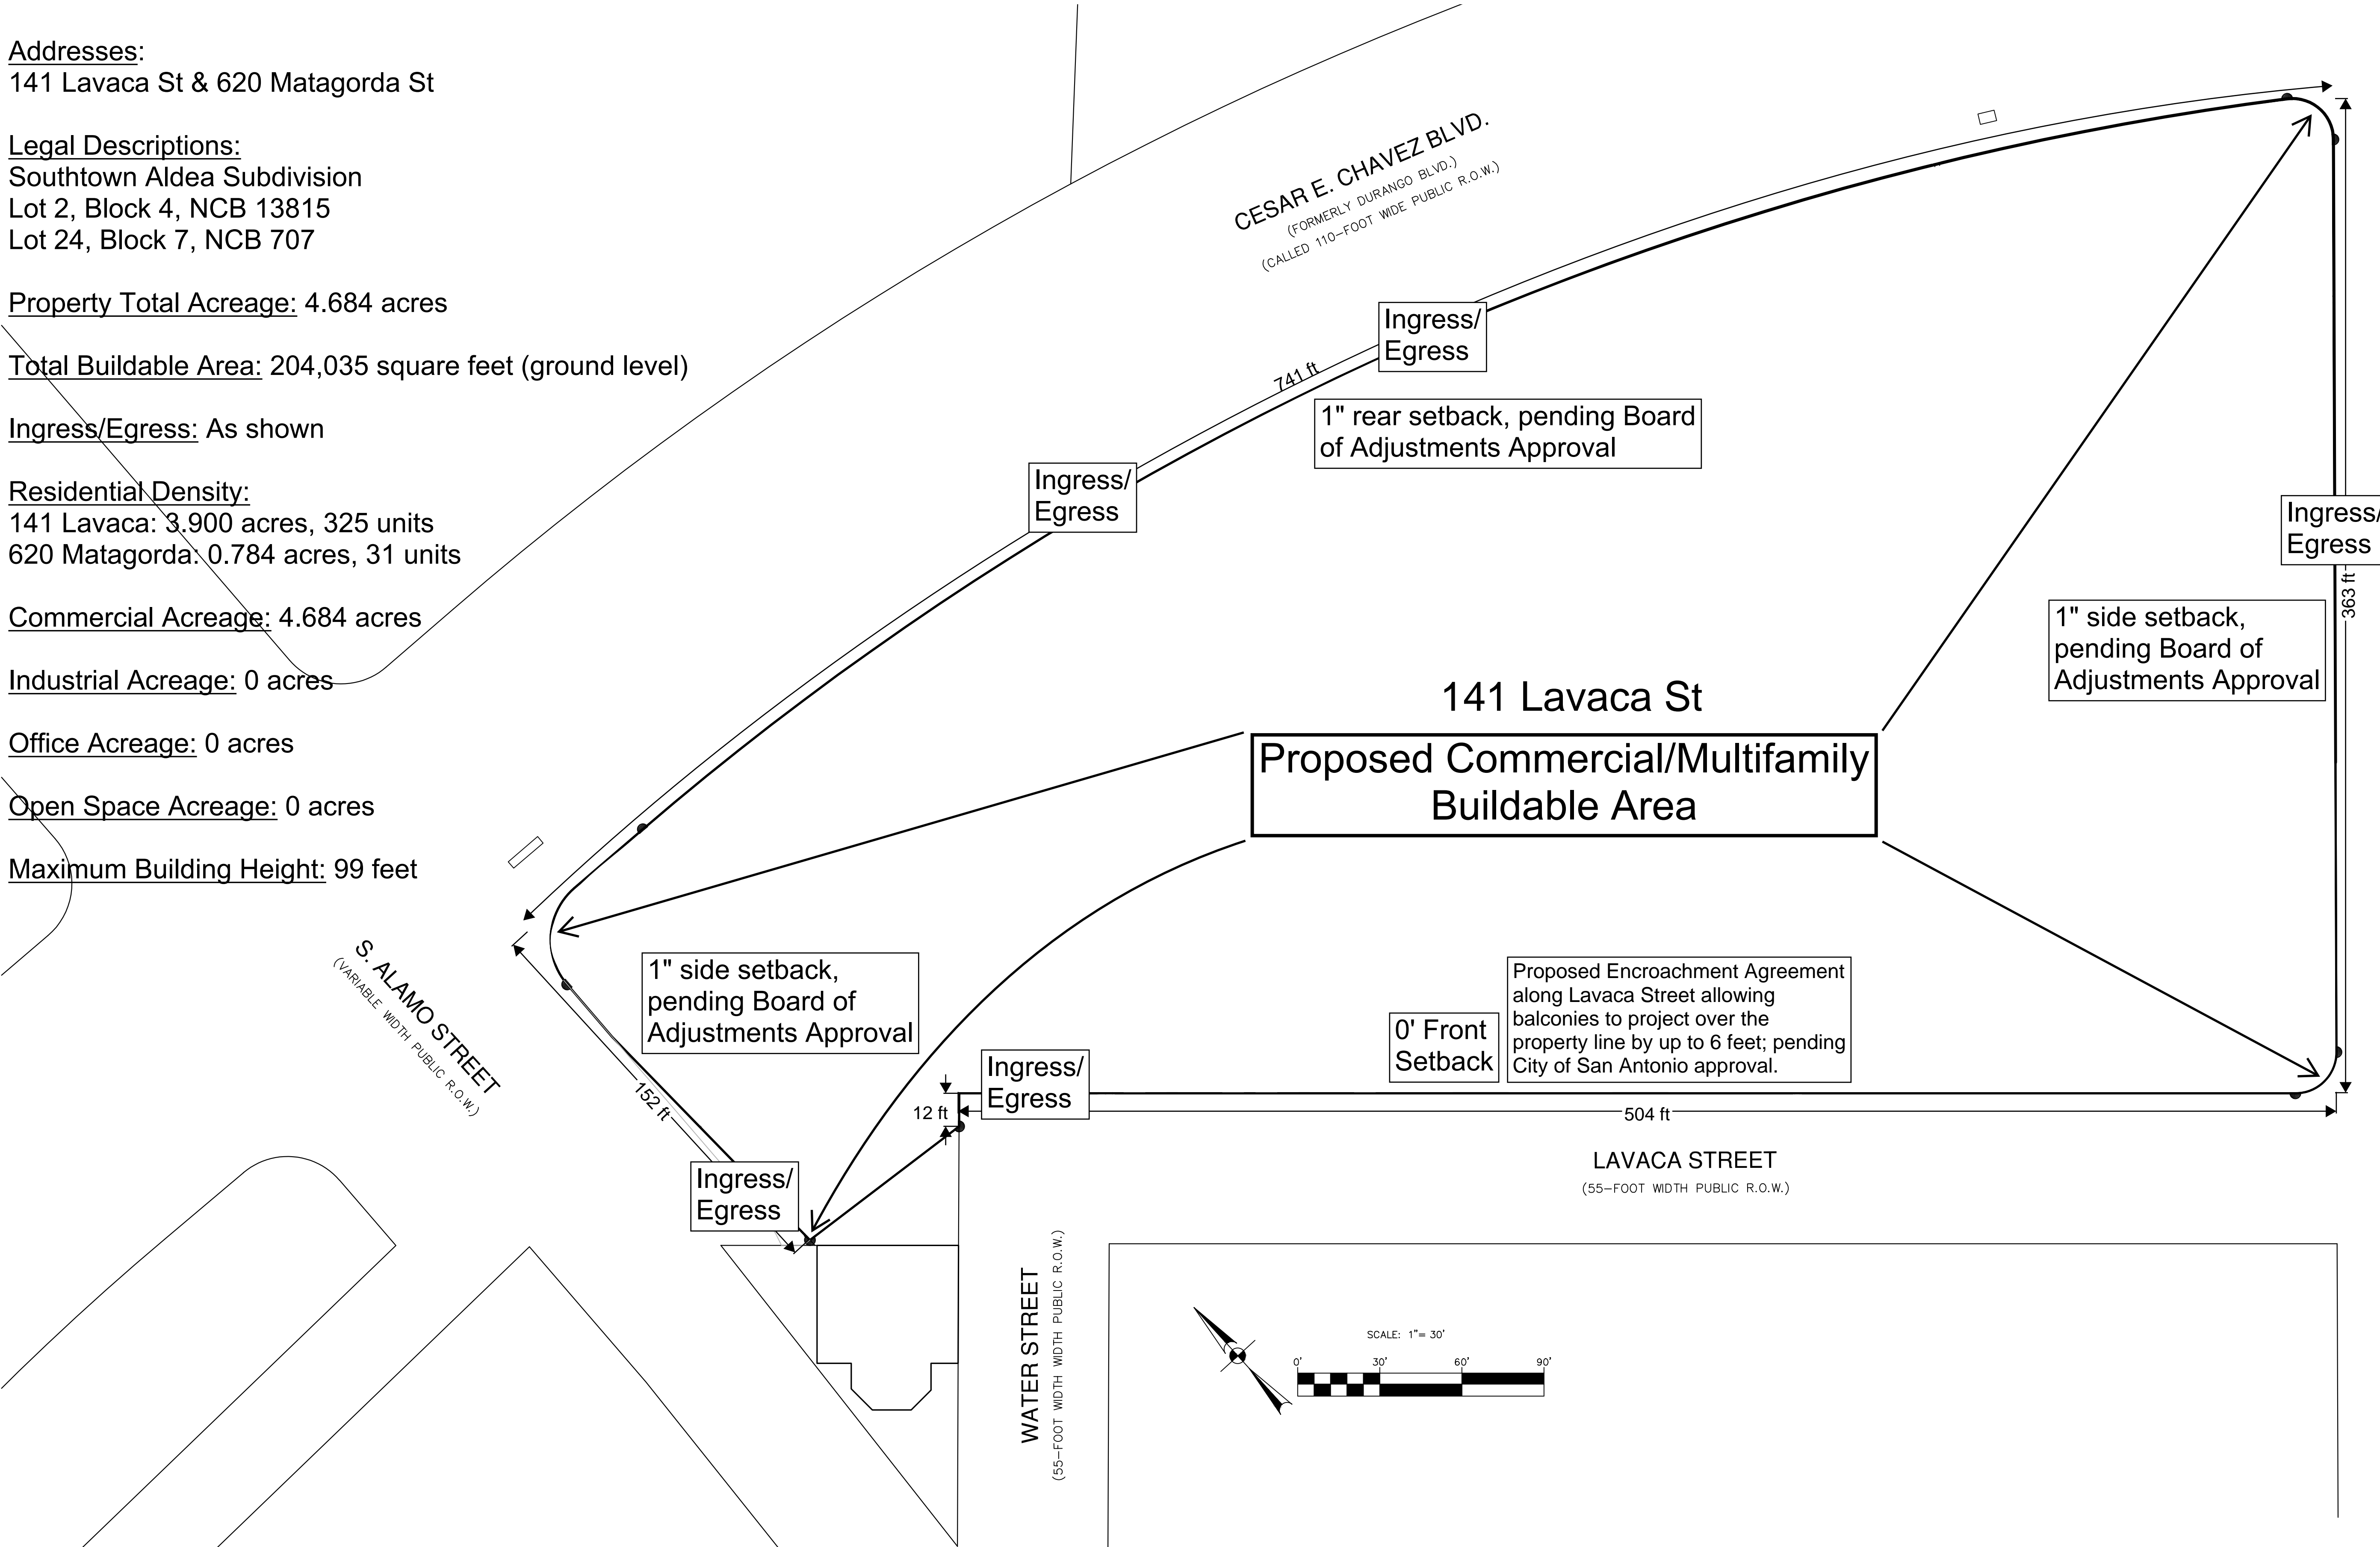 Addresses:
141 Lavaca St & 620 Matagorda St
Legal Descriptions:
Southtown Aldea Subdivision
Lot 2, Block 4, NCB 13815
Lot 24, Block 7, NCB 707
Property Total Acreage: 4.684 acres
Total Buildable Area: 204,035 square feet (ground level)
Ingress/Egress: As shown
Residential Density:
141 Lavaca: 3.900 acres, 325 units
620 Matagorda: 0.784 acres, 31 units
Commercial Acreage: 4.684 acres
Industrial Acreage: 0 acres
Office Acreage: 0 acres
Open Space Acreage: 0 acres
Maximum Building Height: 99 feet
CESAR E. CHAVEZ BLVD.
(FORMERLY DURANGO BLVD.)
(CALLED 110-FOOT WIDE PUBLIC R.O.W.)
Ingress/
Egress
741 ft
1" rear setback, pending Board
of Adjustments Approval
Ingress/
Egress
Ingress/
Egress
363 ft
1" side setback,
pending Board of
Adjustments Approval
141 Lavaca St
Proposed Commercial/Multifamily
Buildable Area
S. ALAMO STREET
(VARIABLE WIDTH PUBLIC R.O.W.)
1" side setback,
pending Board of
Adjustments Approval
152 ft
0' Front
Setback
Proposed Encroachment Agreement
along Lavaca Street allowing
balconies to project over the
property line by up to 6 feet; pending
City of San Antonio approval.
Ingress/
Egress
12 ft
504 ft
Ingress/
Egress
LAVACA STREET
(55-FOOT WIDTH PUBLIC R.O.W.)
WATER STREET
(55-FOOT WIDTH WIDTH PUBLIC R.O.W.)
SCALE: 1"= 30'
0' 30' 60' 90'